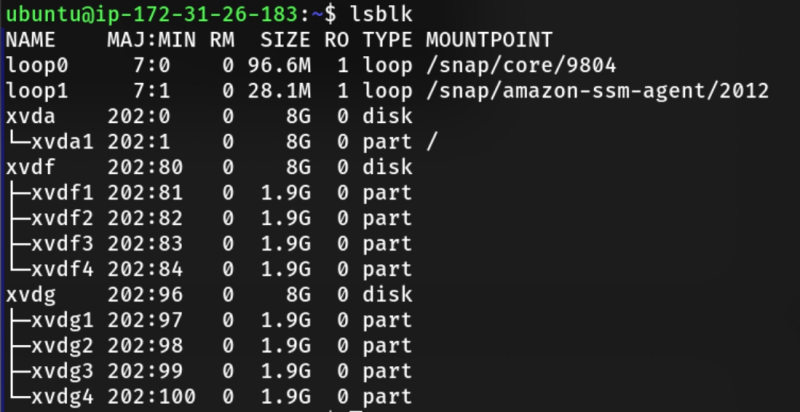 ubuntu@ip-172-31-26-183:~$ lsblk
NAME    MAJ:MIN RM  SIZE RO TYPE MOUNTPOINT
loop0     7:0    0 96.6M  1 loop /snap/core/9804
loop1     7:1    0 28.1M  1 loop /snap/amazon-ssm-agent/2012
xvda    202:0    0    8G  0 disk
└─xvda1 202:1    0    8G  0 part /
xvdf    202:80   0    8G  0 disk
├─xvdf1 202:81   0  1.9G  0 part
├─xvdf2 202:82   0  1.9G  0 part
├─xvdf3 202:83   0  1.9G  0 part
└─xvdf4 202:84   0  1.9G  0 part
xvdg    202:96   0    8G  0 disk
├─xvdg1 202:97   0  1.9G  0 part
├─xvdg2 202:98   0  1.9G  0 part
├─xvdg3 202:99   0  1.9G  0 part
└─xvdg4 202:100  0  1.9G  0 part